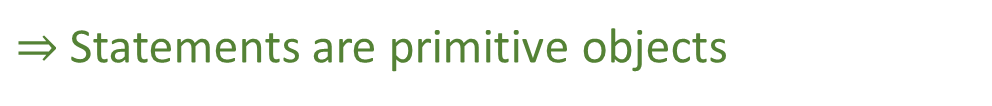 ⇒ Statements are primitive objects